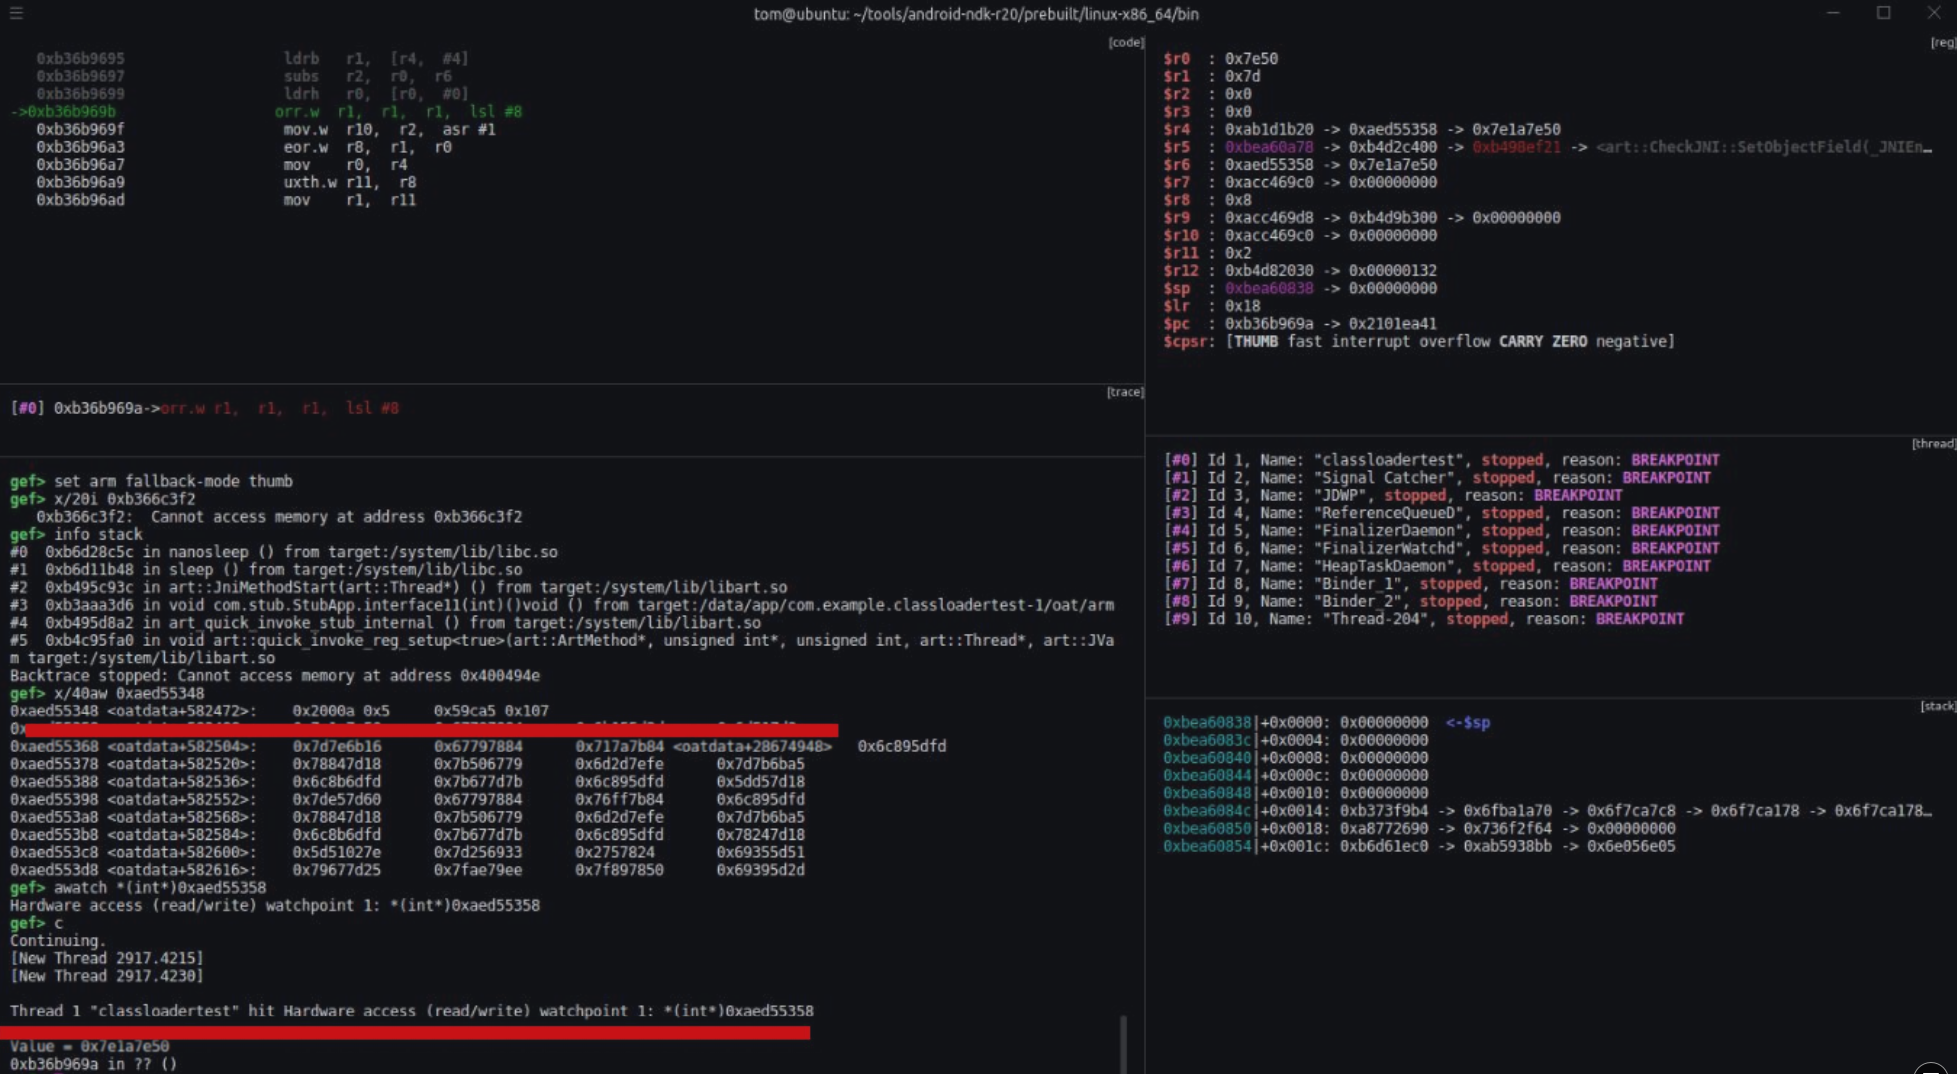 tom@ubuntu: ~/tools/android-ndk-r20/prebuilt/linux-x86_64/bin
[code]
0xb36b9695 ldrb r1, [r4, #4]
0xb36b9697 subs r2, r0, r6
0xb36b9699 ldrh r0, [r0, #0]
->0xb36b969b orr.w r1, r1, r1, lsl #8
0xb36b969f mov.w r10, r2, asr #1
0xb36b96a3 eor.w r8, r1, r0
0xb36b96a7 mov r0, r4
0xb36b96a9 uxth.w r11, r8
0xb36b96ad mov r1, r11
[trace]
[#0] 0xb36b969a->orr.w r1, r1, r1, lsl #8
gef> set arm fallback-mode thumb
gef> x/20i 0xb366c3f2
0xb366c3f2: Cannot access memory at address 0xb366c3f2
gef> info stack
#0 0xb6d28c5c in nanosleep () from target:/system/lib/libc.so
#1 0xb6d11b48 in sleep () from target:/system/lib/libc.so
#2 0xb495c93c in art::JniMethodStart(art::Thread*) () from target:/system/lib/libart.so
#3 0xb3aaa3d6 in void com.stub.StubApp.interface11(int)()void () from target:/data/app/com.example.classloadertest-1/oat/arm
#4 0xb495d8a2 in art_quick_invoke_stub_internal () from target:/system/lib/libart.so
#5 0xb4c95fa0 in void art::quick_invoke_reg_setup<true>(art::ArtMethod*, unsigned int*, unsigned int, art::Thread*, art::JVa
m target:/system/lib/libart.so
Backtrace stopped: Cannot access memory at address 0x400494e
gef> x/40aw 0xaed55348
0xaed55348 <oatdata+582472>: 0x2000a 0x5 0x59ca5 0x107
0x
0xaed55368 <oatdata+582504>: 0x7d7e6b16 0x67797884 0x717a7b84 <oatdata+28674948> 0x6c895dfd
0xaed55378 <oatdata+582520>: 0x78847d18 0x7b506779 0x6d2d7efe 0x7d7b6ba5
0xaed55388 <oatdata+582536>: 0x6c8b6dfd 0x7b677d7b 0x6c895dfd 0x5dd57d18
0xaed55398 <oatdata+582552>: 0x7de57d60 0x67797884 0x76ff7b84 0x6c895dfd
0xaed553a8 <oatdata+582568>: 0x78847d18 0x7b506779 0x6d2d7efe 0x7d7b6ba5
0xaed553b8 <oatdata+582584>: 0x6c8b6dfd 0x7b677d7b 0x6c895dfd 0x78247d18
0xaed553c8 <oatdata+582600>: 0x5d51027e 0x7d256933 0x2757824 0x69355d51
0xaed553d8 <oatdata+582616>: 0x79677d25 0x7fae79ee 0x7f897850 0x69395d2d
gef> awatch *(int*)0xaed55358
Hardware access (read/write) watchpoint 1: *(int*)0xaed55358
gef> c
Continuing.
[New Thread 2917.4215]
[New Thread 2917.4230]
Thread 1 "classloadertest" hit Hardware access (read/write) watchpoint 1: *(int*)0xaed55358
Value = 0x7e1a7e50
0xb36b969a in ?? ()
[reg]
$r0 : 0x7e50
$r1 : 0x7d
$r2 : 0x0
$r3 : 0x0
$r4 : 0xab1d1b20 -> 0xaed55358 -> 0x7e1a7e50
$r5 : 0xbea60a78 -> 0xb4d2c400 -> 0xb498ef21 -> <art::CheckJNI::SetObjectField(_JNIEn…
$r6 : 0xaed55358 -> 0x7e1a7e50
$r7 : 0xacc469c0 -> 0x00000000
$r8 : 0x8
$r9 : 0xacc469d8 -> 0xb4d9b300 -> 0x00000000
$r10 : 0xacc469c0 -> 0x00000000
$r11 : 0x2
$r12 : 0xb4d82030 -> 0x00000132
$sp : 0xbea60838 -> 0x00000000
$lr : 0x18
$pc : 0xb36b969a -> 0x2101ea41
$cpsr: [THUMB fast interrupt overflow CARRY ZERO negative]
[thread]
[#0] Id 1, Name: "classloadertest", stopped, reason: BREAKPOINT
[#1] Id 2, Name: "Signal Catcher", stopped, reason: BREAKPOINT
[#2] Id 3, Name: "JDWP", stopped, reason: BREAKPOINT
[#3] Id 4, Name: "ReferenceQueueD", stopped, reason: BREAKPOINT
[#4] Id 5, Name: "FinalizerDaemon", stopped, reason: BREAKPOINT
[#5] Id 6, Name: "FinalizerWatchd", stopped, reason: BREAKPOINT
[#6] Id 7, Name: "HeapTaskDaemon", stopped, reason: BREAKPOINT
[#7] Id 8, Name: "Binder_1", stopped, reason: BREAKPOINT
[#8] Id 9, Name: "Binder_2", stopped, reason: BREAKPOINT
[#9] Id 10, Name: "Thread-204", stopped, reason: BREAKPOINT
[stack]
0xbea60838|+0x0000: 0x00000000 <-$sp
0xbea6083c|+0x0004: 0x00000000
0xbea60840|+0x0008: 0x00000000
0xbea60844|+0x000c: 0x00000000
0xbea60848|+0x0010: 0x00000000
0xbea6084c|+0x0014: 0xb373f9b4 -> 0x6fba1a70 -> 0x6f7ca7c8 -> 0x6f7ca178 -> 0x6f7ca178…
0xbea60850|+0x0018: 0xa8772690 -> 0x736f2f64 -> 0x00000000
0xbea60854|+0x001c: 0xb6d61ec0 -> 0xab5938bb -> 0x6e056e05